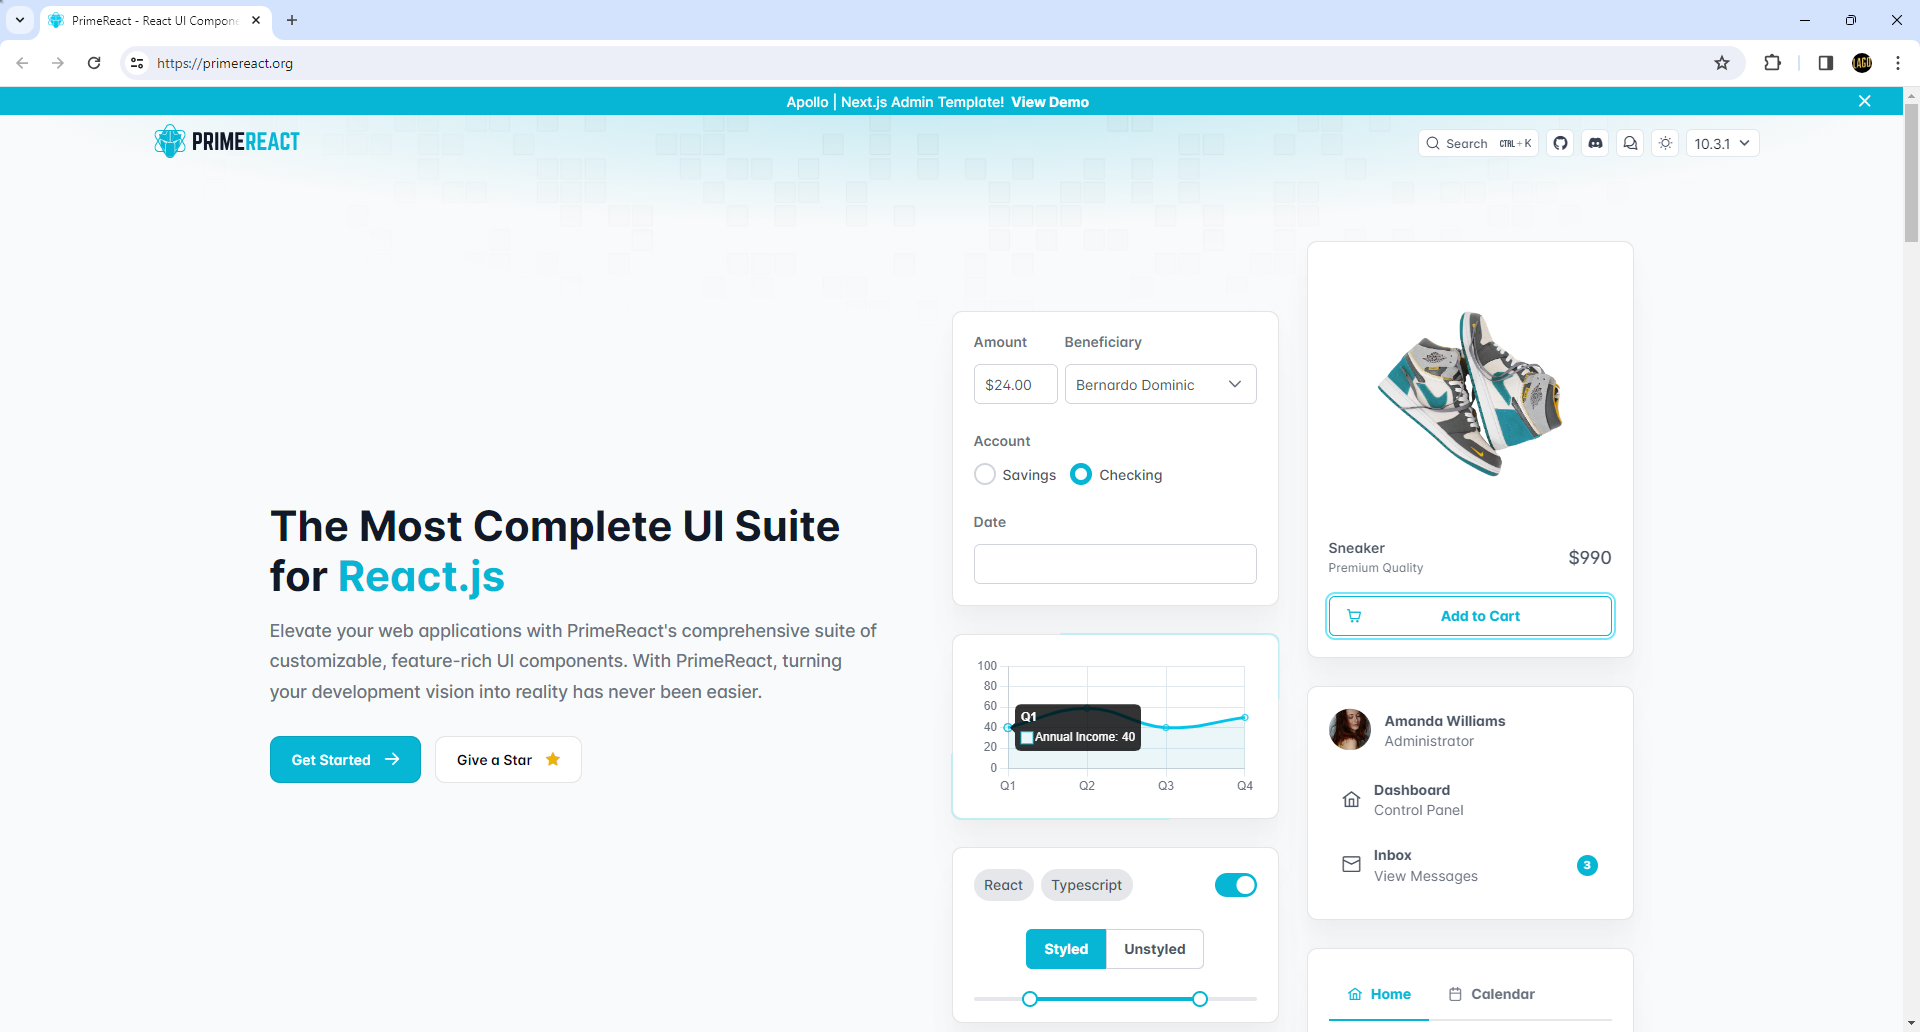 PrimeReact - React UI Compone
https://primereact.org
Apollo | Next.js Admin Template! View Demo
PRIMEREACT
Search CTRL+K
10.3.1
The Most Complete UI Suite
for React.js
Elevate your web applications with PrimeReact's comprehensive suite of
customizable, feature-rich UI components. With PrimeReact, turning
your development vision into reality has never been easier.
Get Started
Give a Star
Amount Beneficiary
$24.00 Bernardo Dominic
Account
Savings Checking
Date
100
80
60
40
20
0
Q1
Annual Income: 40
Q1 Q2 Q3 Q4
React Typescript
Styled Unstyled
Sneaker
Premium Quality
$990
Add to Cart
Amanda Williams
Administrator
Dashboard
Control Panel
Inbox
View Messages
3
Home Calendar